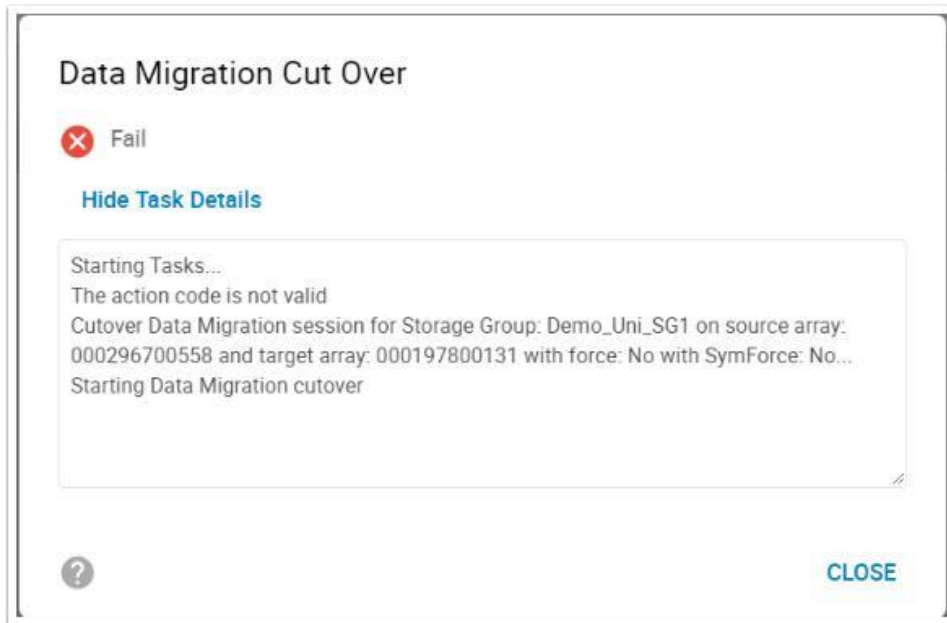 Data Migration Cut Over
Fail
Hide Task Details
Starting Tasks...
The action code is not valid
Cutover Data Migration session for Storage Group: Demo_Uni_SG1 on source array:
000296700558 and target array: 000197800131 with force: No with SymForce: No...
Starting Data Migration cutover
?
CLOSE